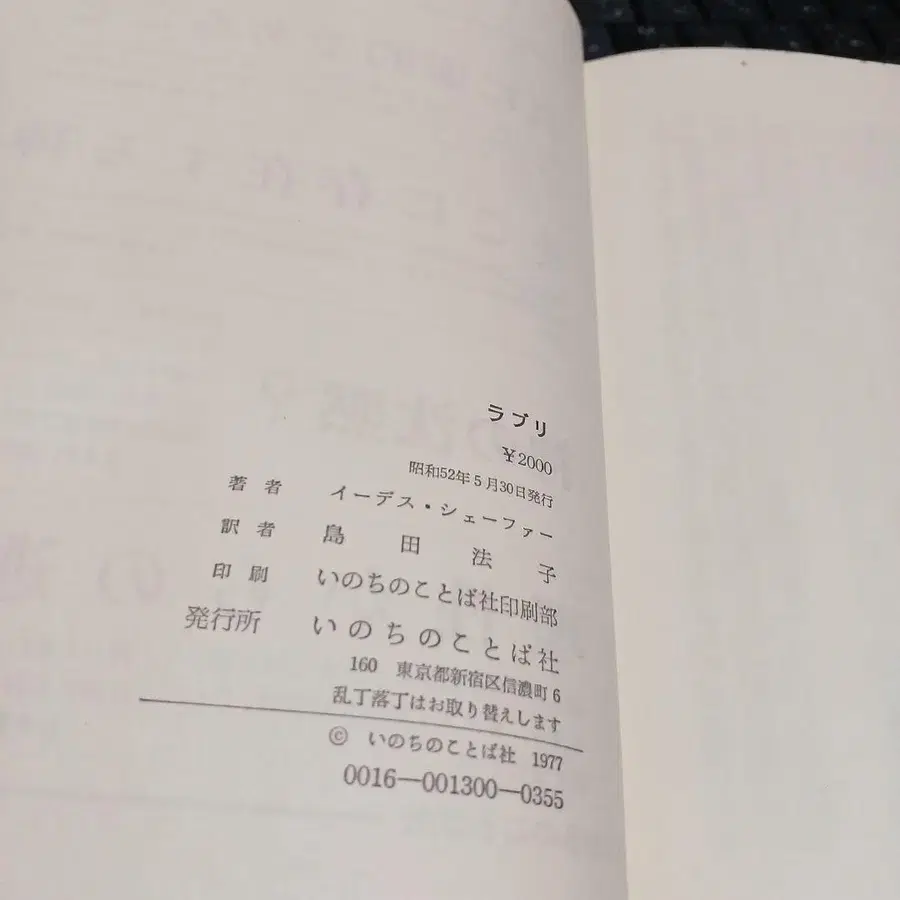 ラブリ
¥2000
昭和52年5月30日発行
著者 イーデス・シェーファー
訳者 島田法子
印刷 いのちのことば社印刷部
発行所 いのちのことば社
160 東京都新宿区信濃町6
乱丁落丁はお取り替えします
© いのちのことば社 1977
0016—001300—0355